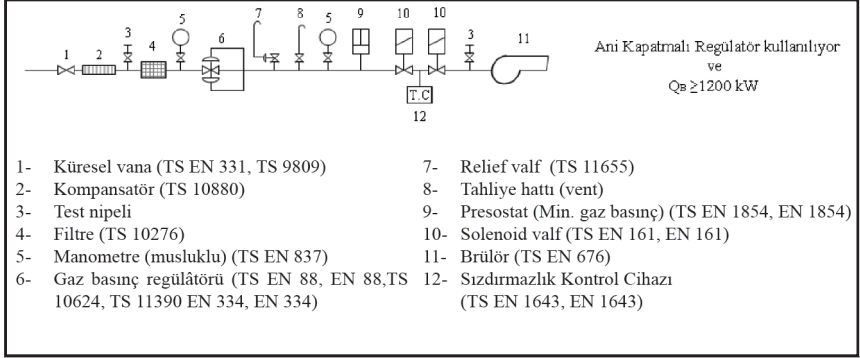 1 2 3 4 5 6 7 8 5 9 10 10 3 11
T.C
12
Ani Kapatmalı Regülatör kullanılıyor
ve
QB ≥1200 kW
1- Küresel vana (TS EN 331, TS 9809)
2- Kompansatör (TS 10880)
3- Test nipeli
4- Filtre (TS 10276)
5- Manometre (musluklu) (TS EN 837)
6- Gaz basınç regülâtörü (TS EN 88, EN 88,TS
10624, TS 11390 EN 334, EN 334)
7- Relief valf (TS 11655)
8- Tahliye hattı (vent)
9- Presostat (Min. gaz basınç) (TS EN 1854, EN 1854)
10- Solenoid valf (TS EN 161, EN 161)
11- Brülör (TS EN 676)
12- Sızdırmazlık Kontrol Cihazı
(TS EN 1643, EN 1643)